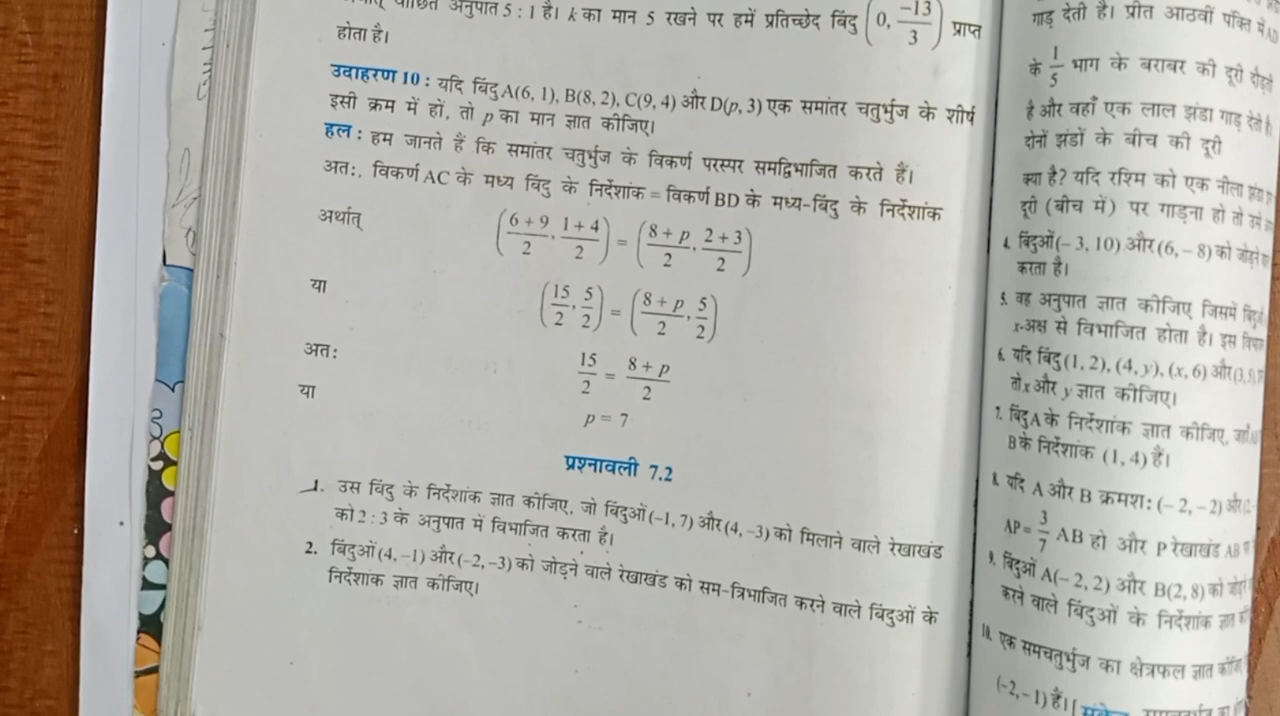 अनुपात 5 : 1 है। k का मान 5 रखने पर हमें प्रतिच्छेद बिंदु (0, -13/3) प्राप्त
होता है।
उदाहरण 10 : यदि बिंदु A(6, 1), B(8, 2), C(9, 4) और D(p, 3) एक समांतर चतुर्भुज के शीर्ष
इसी क्रम में हों, तो p का मान ज्ञात कीजिए।
हल : हम जानते हैं कि समांतर चतुर्भुज के विकर्ण परस्पर समद्विभाजित करते हैं।
अत:, विकर्ण AC के मध्य बिंदु के निर्देशांक = विकर्ण BD के मध्य-बिंदु के निर्देशांक
अर्थात् ((6 + 9)/2, (1 + 4)/2) = ((8 + p)/2, (2 + 3)/2)
या (15/2, 5/2) = ((8 + p)/2, 5/2)
अत: 15/2 = (8 + p)/2
या p = 7
प्रश्नावली 7.2
1. उस बिंदु के निर्देशांक ज्ञात कीजिए, जो बिंदुओं (-1, 7) और (4, -3) को मिलाने वाले रेखाखंड
को 2 : 3 के अनुपात में विभाजित करता है।
2. बिंदुओं (4, -1) और (-2, -3) को जोड़ने वाले रेखाखंड को सम-त्रिभाजित करने वाले बिंदुओं के
निर्देशांक ज्ञात कीजिए।
गाड़ देती है। प्रीत आठवीं पंक्ति में AD
के 1/5 भाग के बराबर की दूरी दौड़ती
है और वहाँ एक लाल झंडा गाड़ देती है।
दोनों झंडों के बीच की दूरी
क्या है? यदि रश्मि को एक नीला झंडा
दूरी (बीच में) पर गाड़ना हो तो उसे
4. बिंदुओं (- 3, 10) और (6, - 8) को जोड़ने
करता है।
5. वह अनुपात ज्ञात कीजिए जिसमें
x-अक्ष से विभाजित होता है। इस
6. यदि बिंदु (1, 2), (4, y), (x, 6) और (3, 5)
तो x और y ज्ञात कीजिए।
7. बिंदु A के निर्देशांक ज्ञात कीजिए, जहाँ
B के निर्देशांक (1, 4) हैं।
8. यदि A और B क्रमश: (- 2, - 2) और
AP = 3/7 AB हो और P रेखाखंड AB
9. बिंदुओं A(- 2, 2) और B(2, 8) को जोड़ने
करने वाले बिंदुओं के निर्देशांक ज्ञात
10. एक समचतुर्भुज का क्षेत्रफल ज्ञात
(-2, -1) हैं। [संकेत